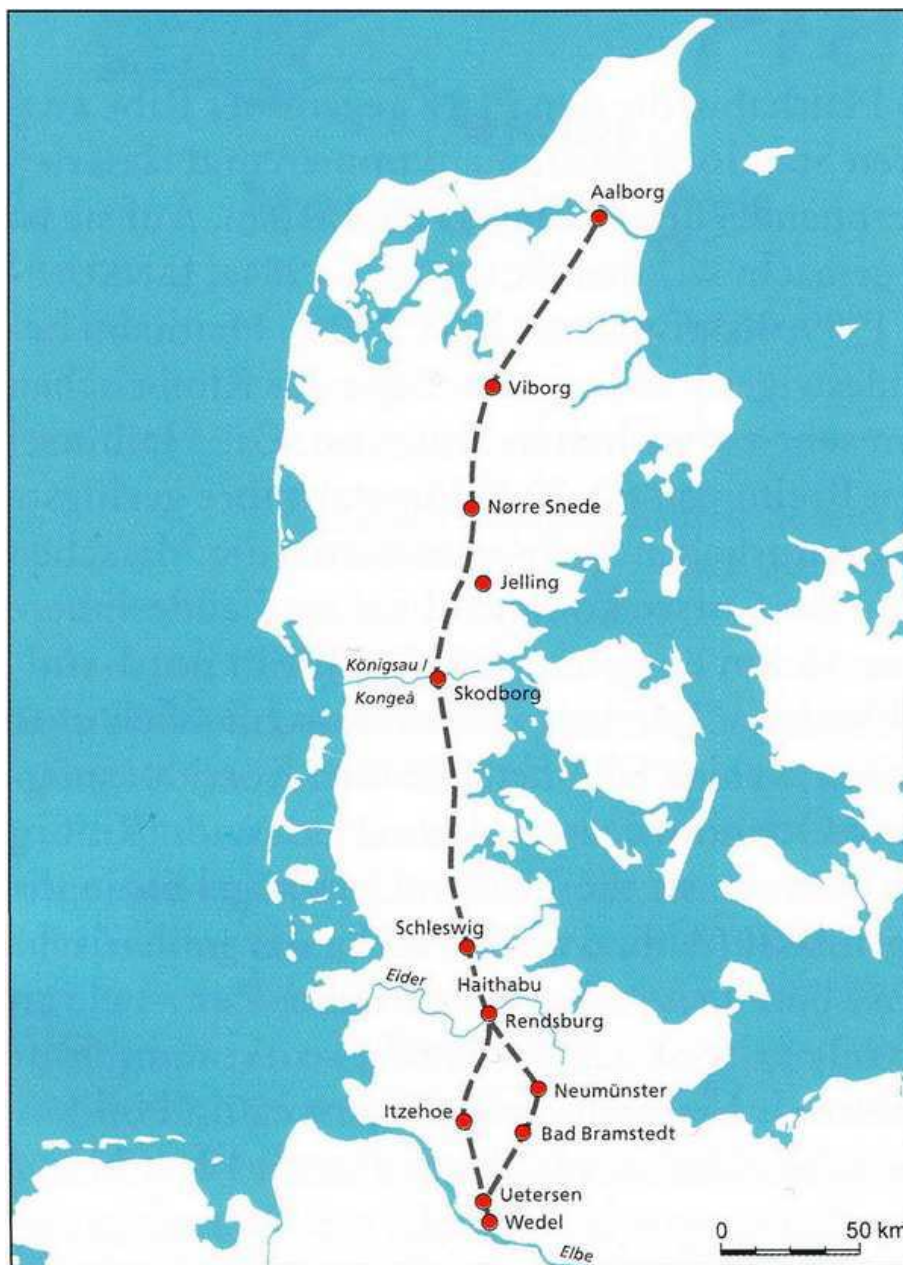 Aalborg
Viborg
Nørre Snede
Jelling
Königsau /
Kongeå
Skodborg
Schleswig
Eider
Haithabu
Rendsburg
Neumünster
Itzehoe
Bad Bramstedt
Uetersen
Wedel
Elbe
0 50 km